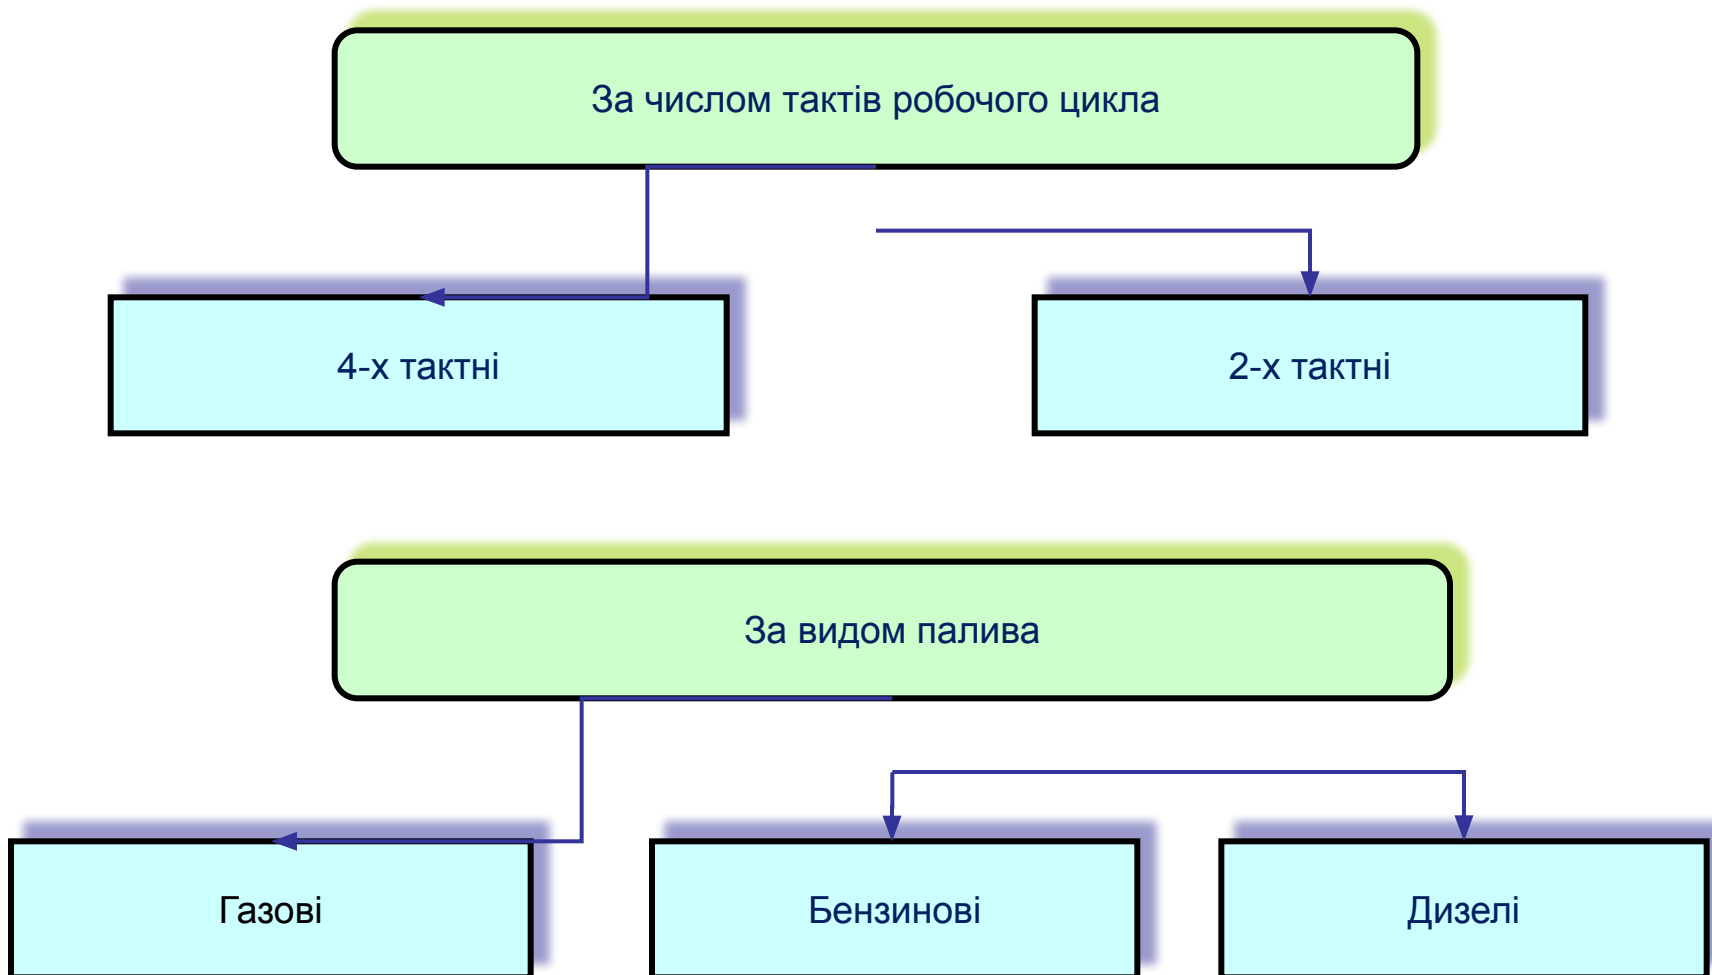 За числом тактів робочого цикла
4-х тактні
2-х тактні
За видом палива
Газові
Бензинові
Дизелі